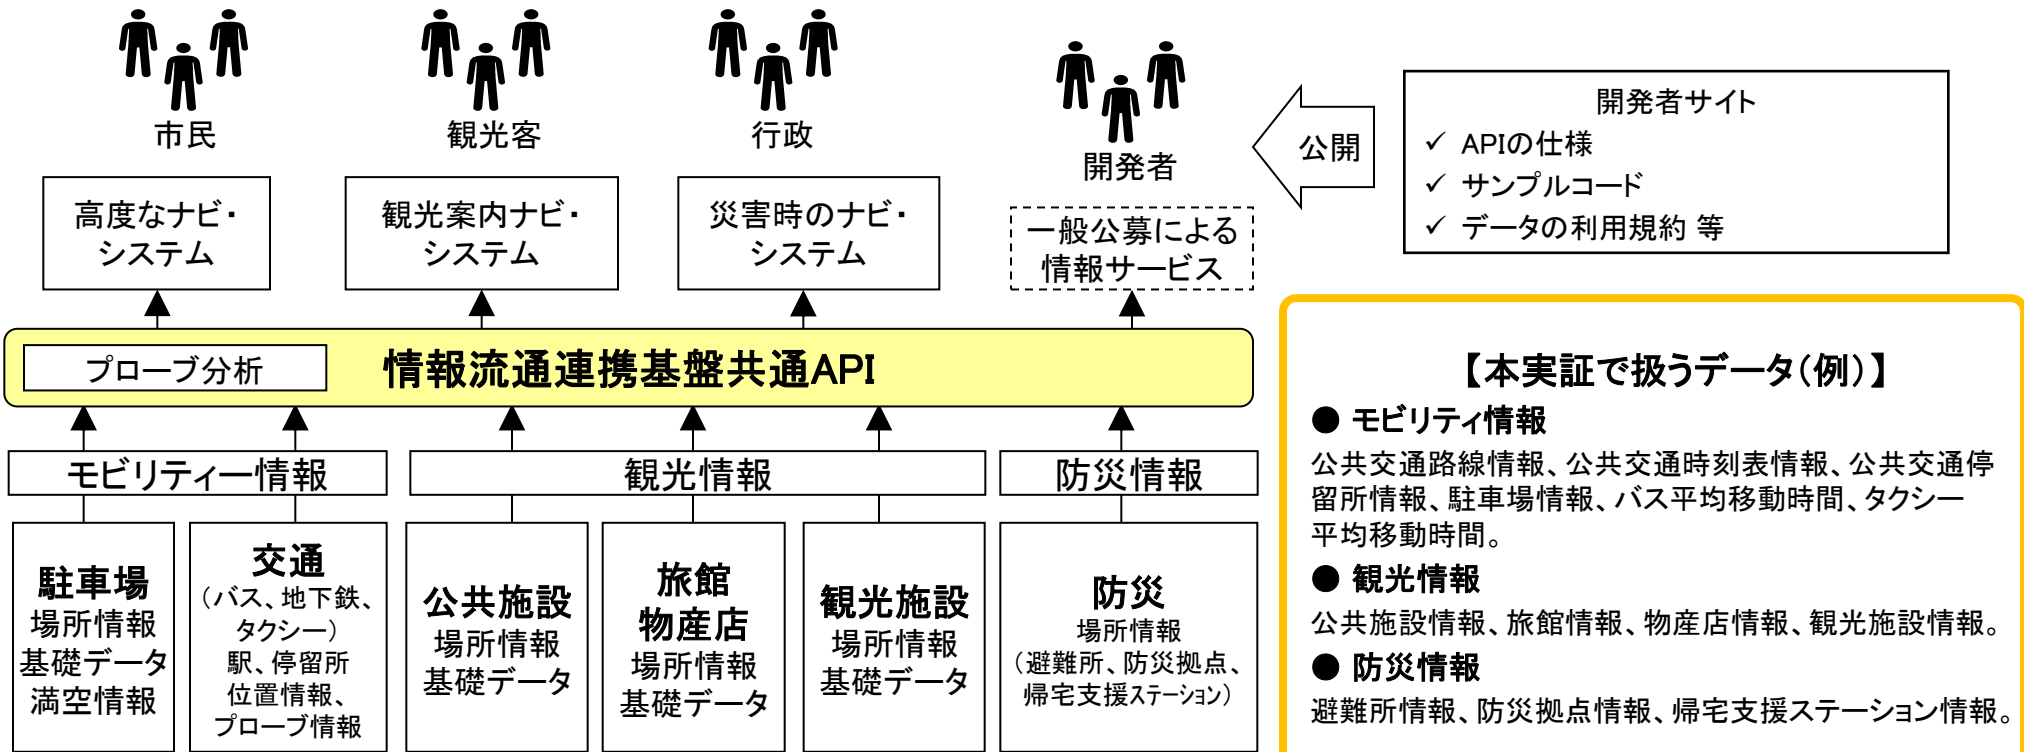 市民
観光客
行政
開発者
公開
開発者サイト
✓ APIの仕様
✓ サンプルコード
✓ データの利用規約 等
高度なナビ・
システム
観光案内ナビ・
システム
災害時のナビ・
システム
一般公募による
情報サービス
プローブ分析
情報流通連携基盤共通API
モビリティー情報
観光情報
防災情報
駐車場
場所情報
基礎データ
満空情報
交通
（バス、地下鉄、
タクシー）
駅、停留所
位置情報、
プローブ情報
公共施設
場所情報
基礎データ
旅館
物産店
場所情報
基礎データ
観光施設
場所情報
基礎データ
防災
場所情報
（避難所、防災拠点、
帰宅支援ステーション）
【本実証で扱うデータ（例）】
● モビリティ情報
公共交通路線情報、公共交通時刻表情報、公共交通停
留所情報、駐車場情報、バス平均移動時間、タクシー
平均移動時間。
● 観光情報
公共施設情報、旅館情報、物産店情報、観光施設情報。
● 防災情報
避難所情報、防災拠点情報、帰宅支援ステーション情報。